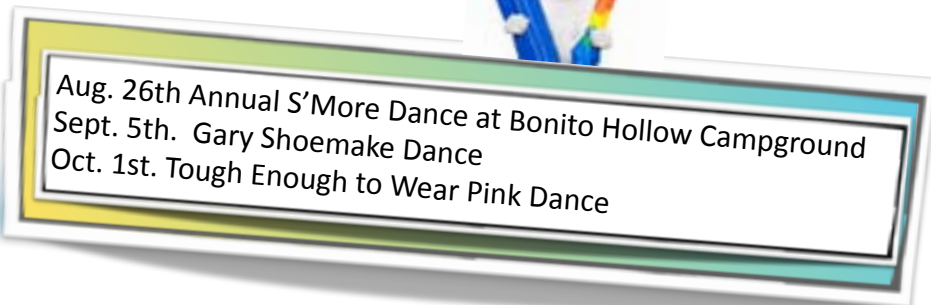 Aug. 26th Annual S’More Dance at Bonito Hollow Campground
Sept. 5th.  Gary Shoemake Dance
Oct. 1st. Tough Enough to Wear Pink Dance